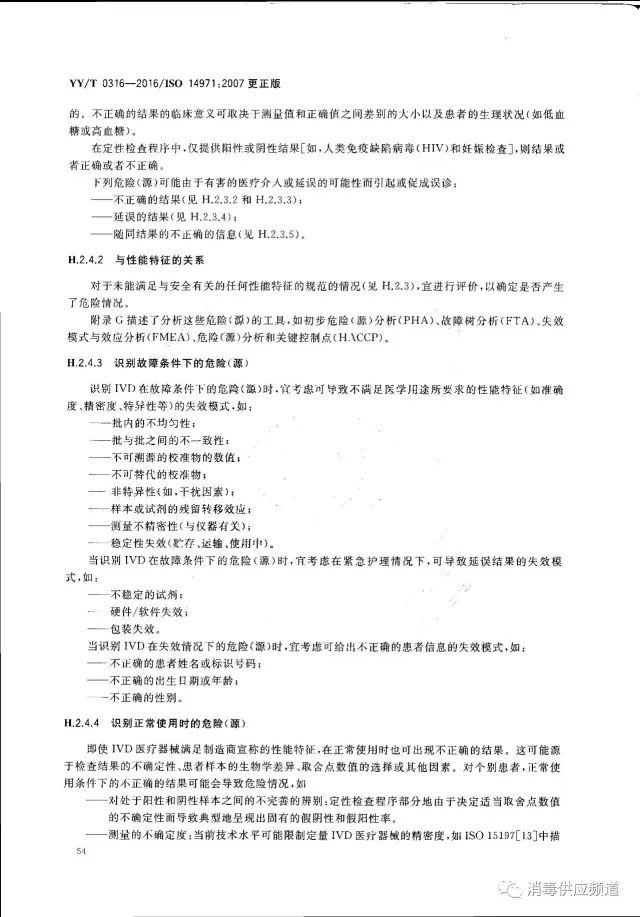 YY/T 0316—2016/ISO 14971:2007 更正版
的。不正确的结果的临床意义可取决于测量值和正确值之间差别的大小以及患者的生理状况(如低血
糖或高血糖)。
在定性检查程序中,仅提供阳性或阴性结果[如,人类免疫缺陷病毒(HIV)和妊娠检查],则结果或
者正确或者不正确。
下列危险(源)可能由于有害的医疗介入或延误的可能性而引起或促成误诊:
——不正确的结果(见 H.2.3.2 和 H.2.3.3);
——延误的结果(见 H.2.3.4);
——随同结果的不正确的信息(见 H.2.3.5)。
H.2.4.2 与性能特征的关系
对于未能满足与安全有关的任何性能特征的规范的情况(见 H.2.3),宜进行评价,以确定是否产生
了危险情况。
附录 G 描述了分析这些危险(源)的工具,如初步危险(源)分析(PHA)、故障树分析(FTA)、失效
模式与效应分析(FMEA)、危险(源)分析和关键控制点(HACCP)。
H.2.4.3 识别故障条件下的危险(源)
识别 IVD 在故障条件下的危险(源)时,宜考虑可导致不满足医学用途所要求的性能特征(如准确
度、精密度、特异性等)的失效模式,如:
——批内的不均匀性;
——批与批之间的不一致性;
——不可溯源的校准物的数值;
——不可替代的校准物;
——非特异性(如,干扰因素);
——样本或试剂的残留转移效应;
——测量不精密性(与仪器有关);
——稳定性失效(贮存、运输、使用中)。
当识别 IVD 在故障条件下的危险(源)时,宜考虑在紧急护理情况下,可导致延误结果的失效模
式,如:
——不稳定的试剂;
——硬件/软件失效;
——包装失效。
当识别 IVD 在失效情况下的危险(源)时,宜考虑可给出不正确的患者信息的失效模式,如:
——不正确的患者姓名或标识号码;
——不正确的出生日期或年龄;
——不正确的性别。
H.2.4.4 识别正常使用时的危险(源)
即使 IVD 医疗器械满足制造商宣称的性能特征,在正常使用时也可出现不正确的结果。这可能源
于检查结果的不确定性、患者样本的生物学差异、取舍点数值的选择或其他因素。对个别患者,正常使
用条件下的不正确的结果可能会导致危险情况,如
——对处于阳性和阴性样本之间的不完善的辨别:定性检查程序部分地由于决定适当取舍点数值
的不确定性而导致典型地呈现出固有的假阴性和假阳性率。
——测量的不确定度:当前技术水平可能限制定量 IVD 医疗器械的精密度,如 ISO 15197[13]中描
54
消毒供应频道